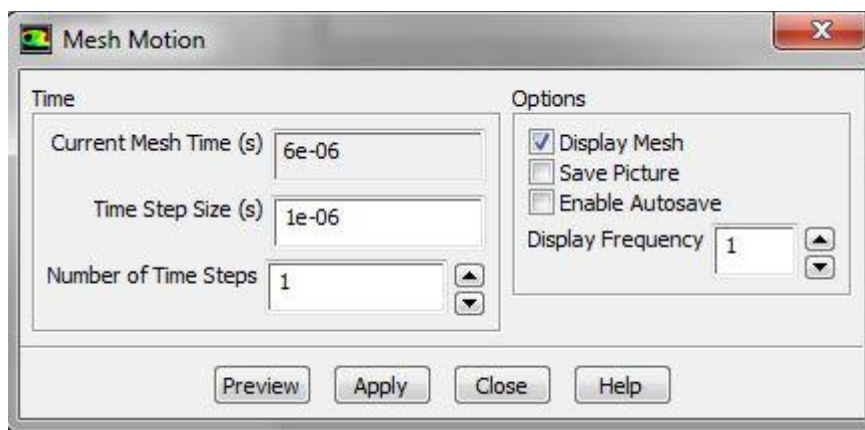 Mesh Motion
Time
Current Mesh Time (s) 6e-06
Time Step Size (s) 1e-06
Number of Time Steps 1
Options
Display Mesh
Save Picture
Enable Autosave
Display Frequency 1
Preview Apply Close Help